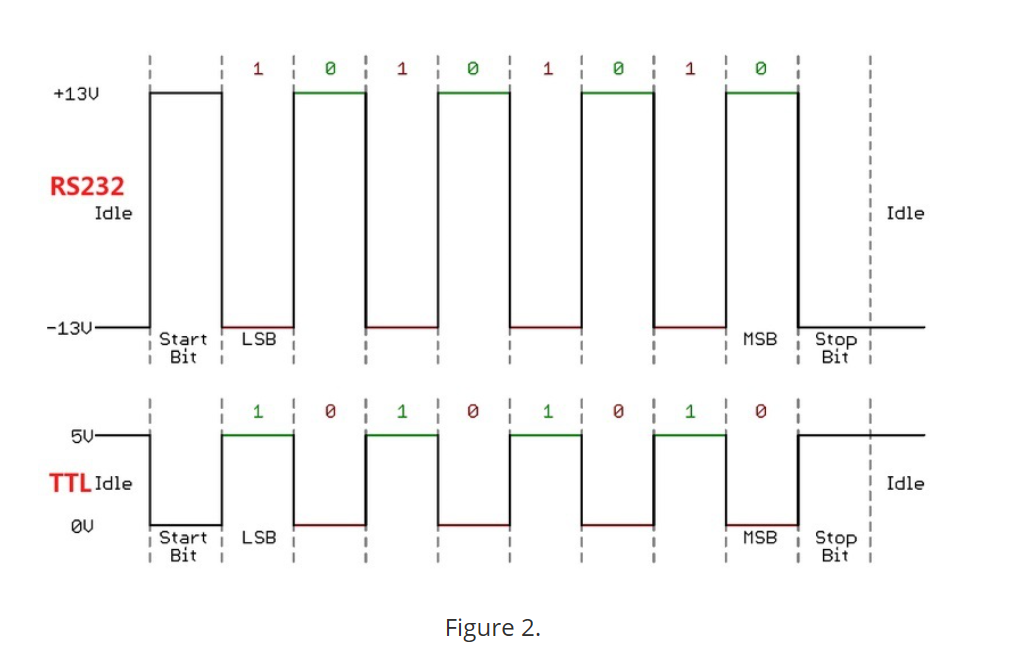 1 0 1 0 1 0 1 0
+13V
RS232
Idle Idle
-13V
Start LSB MSB Stop
Bit Bit
1 0 1 0 1 0 1 0
5V
TTL Idle Idle
0V
Start LSB MSB Stop
Bit Bit
Figure 2.